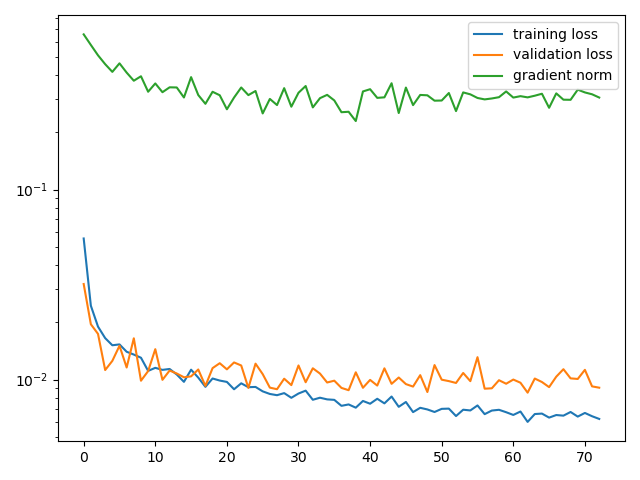 training loss
validation loss
gradient norm
10⁻¹
10⁻²
0 10 20 30 40 50 60 70